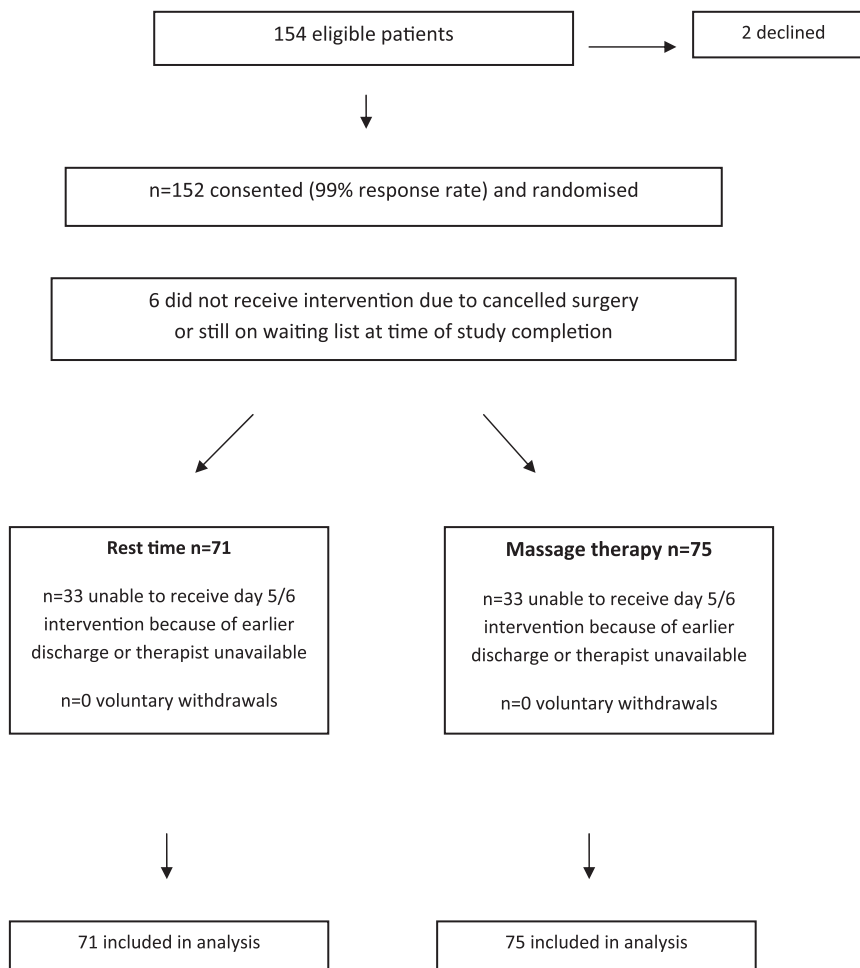 154 eligible patients
2 declined
n=152 consented (99% response rate) and randomised
6 did not receive intervention due to cancelled surgery
or still on waiting list at time of study completion
Rest time n=71
n=33 unable to receive day 5/6
intervention because of earlier
discharge or therapist unavailable
n=0 voluntary withdrawals
Massage therapy n=75
n=33 unable to receive day 5/6
intervention because of earlier
discharge or therapist unavailable
n=0 voluntary withdrawals
71 included in analysis
75 included in analysis